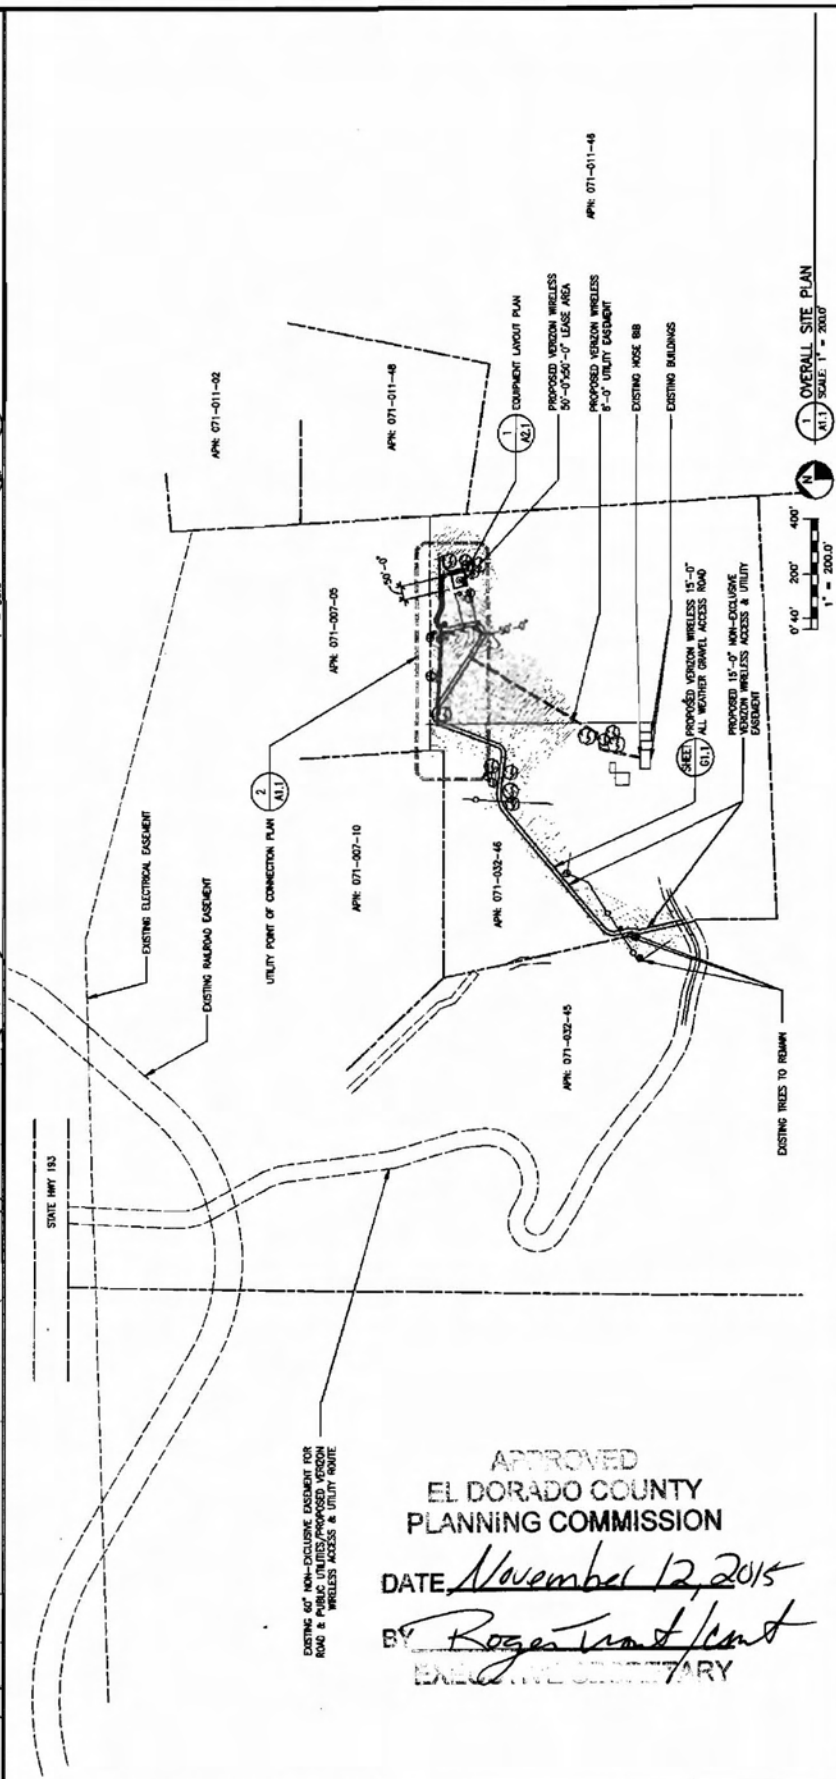 STATE HWY 193
EXISTING ELECTRICAL EASEMENT
EXISTING RAILROAD EASEMENT
UTILITY POINT OF CONNECTION PLAN
2
A1.1
APN: 071-011-02
APN: 071-011-48
APN: 071-007-05
APN: 071-007-10
50'-0"
1
A2.1
EQUIPMENT LAYOUT PLAN
PROPOSED VERIZON WIRELESS
50'-0"x50'-0" LEASE AREA
PROPOSED VERIZON WIRELESS
6'-0" UTILITY EASEMENT
APN: 071-011-46
EXISTING HOSE BIB
EXISTING BUILDINGS
APN: 071-032-46
SHEET
G1.1
PROPOSED VERIZON WIRELESS 15'-0"
ALL WEATHER GRAVEL ACCESS ROAD
PROPOSED 15'-0" NON-EXCLUSIVE
VERIZON WIRELESS ACCESS & UTILITY
EASEMENT
APN: 071-032-45
EXISTING TREES TO REMAIN
EXISTING 60' NON-EXCLUSIVE EASEMENT FOR
ROAD & PUBLIC UTILITIES/PROPOSED VERIZON
WIRELESS ACCESS & UTILITY ROUTE
0' 40' 200' 400'
1" = 200.0'
N
1
A1.1
OVERALL SITE PLAN
SCALE: 1" = 200.0'
APPROVED
EL DORADO COUNTY
PLANNING COMMISSION
DATE November 12, 2015
BY Roger Trout
EXECUTIVE SECRETARY